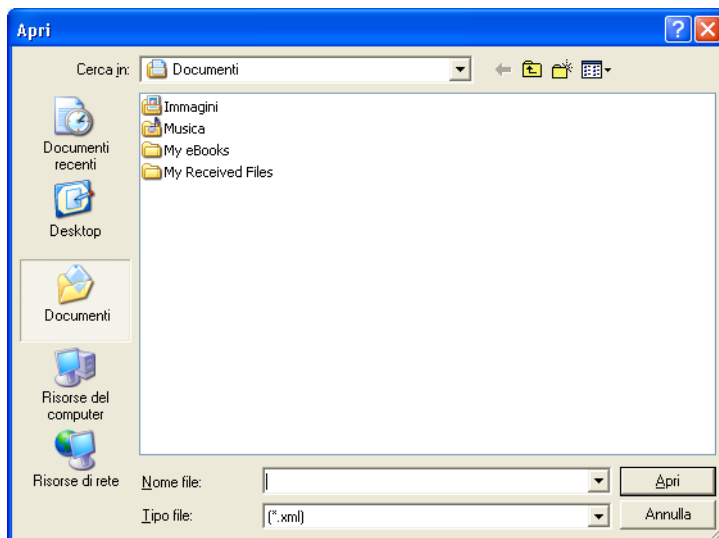 Apri
Cerca in: Documenti
Immagini
Musica
My eBooks
My Received Files
Documenti
recenti
Desktop
Documenti
Risorse del
computer
Risorse di rete
Nome file: Apri
Tipo file: (*.xml) Annulla